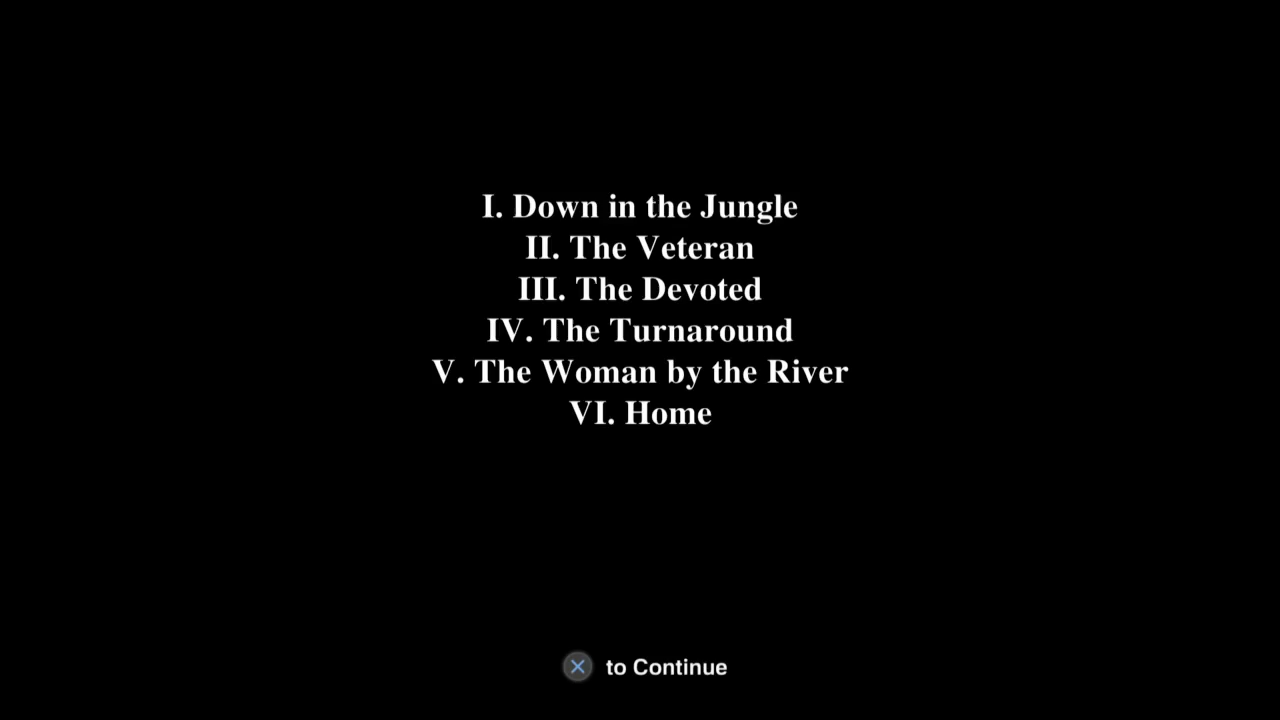 I. Down in the Jungle
II. The Veteran
III. The Devoted
IV. The Turnaround
V. The Woman by the River
VI. Home
to Continue